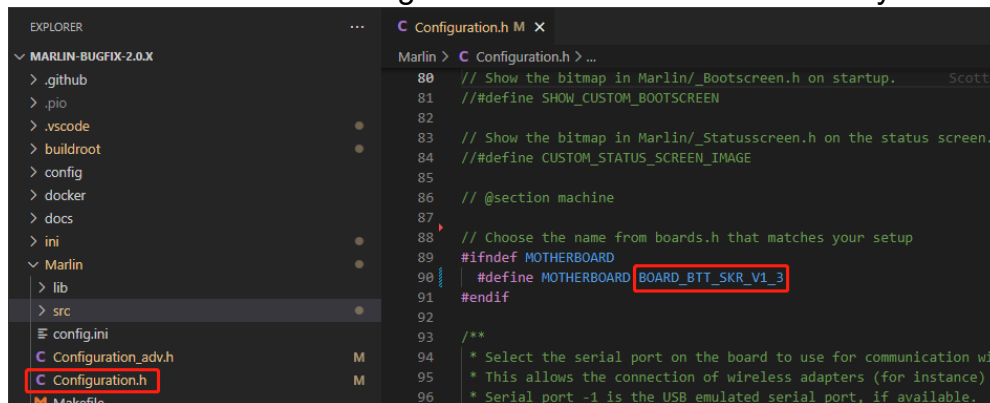 EXPLORER
MARLIN-BUGFIX-2.0.X
.github
.pio
.vscode
buildroot
config
docker
docs
ini
Marlin
lib
src
config.ini
Configuration_adv.h M
Configuration.h M
Configuration.h M
Marlin > Configuration.h > ...
80 // Show the bitmap in Marlin/_Bootscreen.h on startup. Scott
81 //#define SHOW_CUSTOM_BOOTSCREEN
82
83 // Show the bitmap in Marlin/_Statusscreen.h on the status screen.
84 //#define CUSTOM_STATUS_SCREEN_IMAGE
85
86 // @section machine
87
88 // Choose the name from boards.h that matches your setup
89 #ifndef MOTHERBOARD
90 #define MOTHERBOARD BOARD_BTT_SKR_V1_3
91 #endif
92
93 /**
94 * Select the serial port on the board to use for communication wi
95 * This allows the connection of wireless adapters (for instance)
96 * Serial port -1 is the USB emulated serial port, if available.